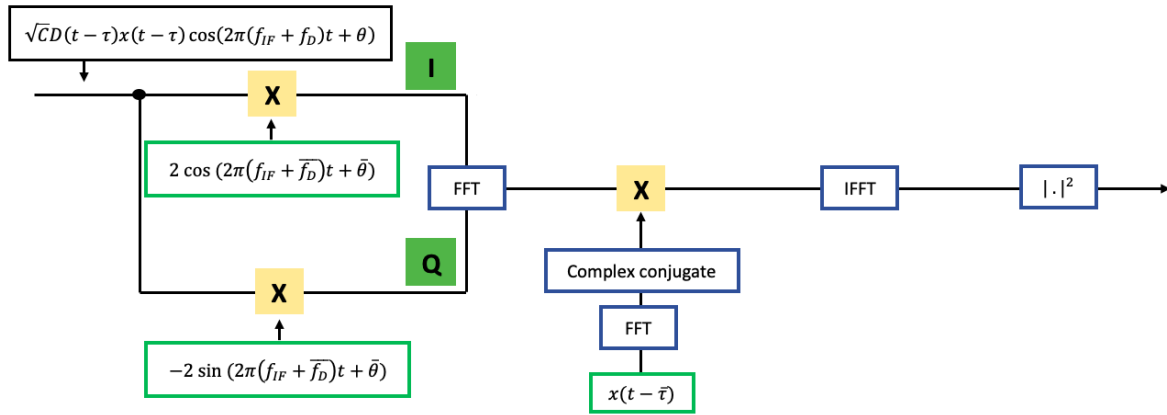 √CD(t − τ)x(t − τ) cos(2π(f_IF + f_D)t + θ)
I
X
2 cos (2π(f_IF + f̅_D̅)t + θ̄)
FFT
X
IFFT
| . |²
Q
Complex conjugate
X
FFT
−2 sin (2π(f_IF + f̅_D̅)t + θ̄)
x(t − τ̄)